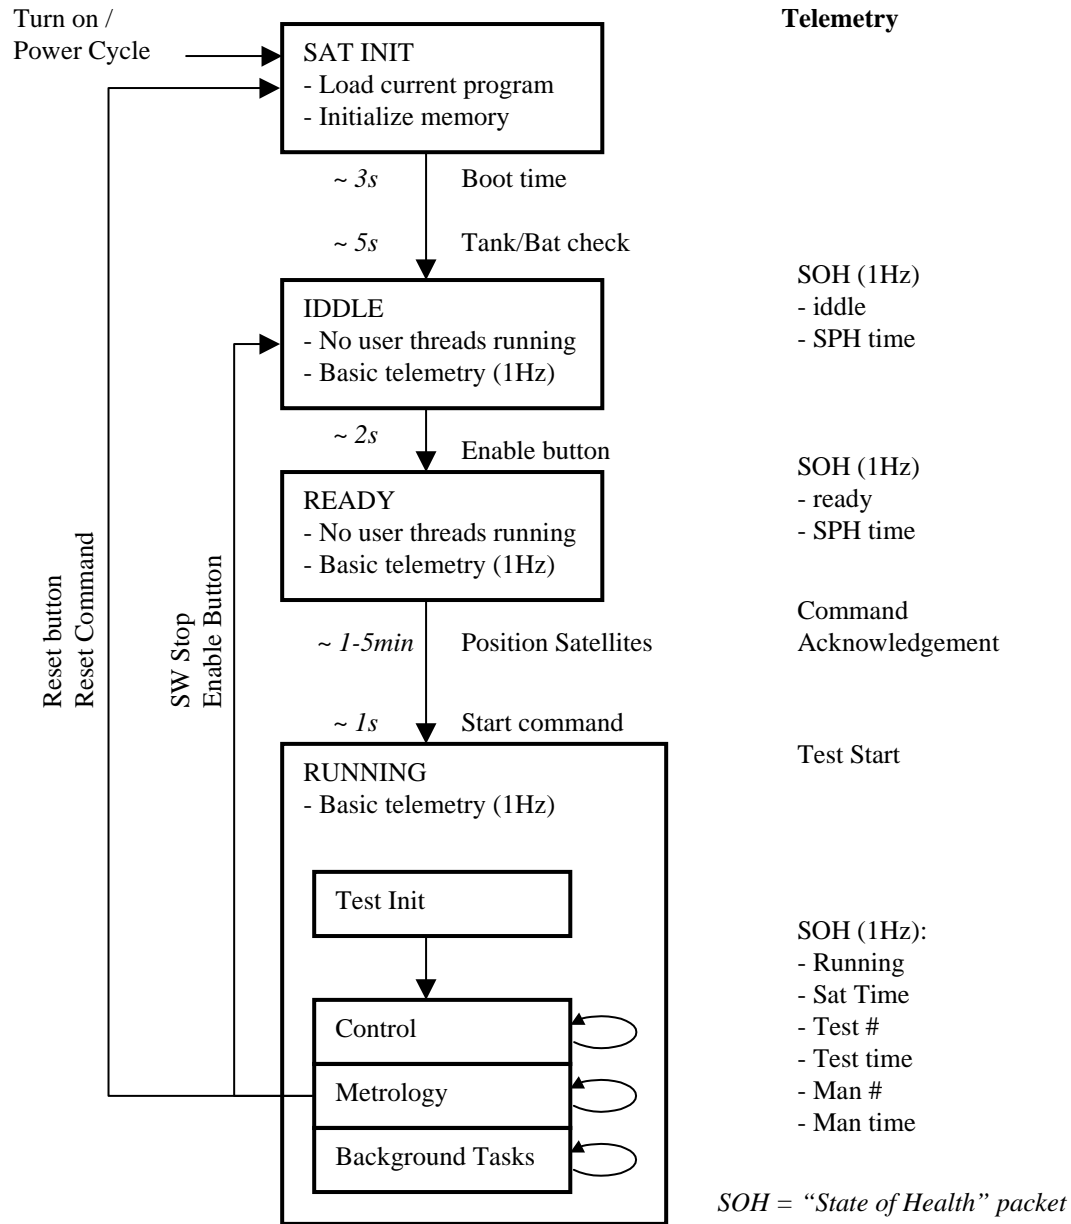 Turn on /
Power Cycle
Telemetry
SAT INIT
- Load current program
- Initialize memory
~ 3s
Boot time
~ 5s
Tank/Bat check
IDDLE
- No user threads running
- Basic telemetry (1Hz)
SOH (1Hz)
- iddle
- SPH time
~ 2s
Enable button
READY
- No user threads running
- Basic telemetry (1Hz)
SOH (1Hz)
- ready
- SPH time
Reset button
Reset Command
SW Stop
Enable Button
~ 1-5min
Position Satellites
Command
Acknowledgement
~ 1s
Start command
RUNNING
- Basic telemetry (1Hz)
Test Start
Test Init
Control
Metrology
Background Tasks
SOH (1Hz):
- Running
- Sat Time
- Test #
- Test time
- Man #
- Man time
SOH = “State of Health” packet